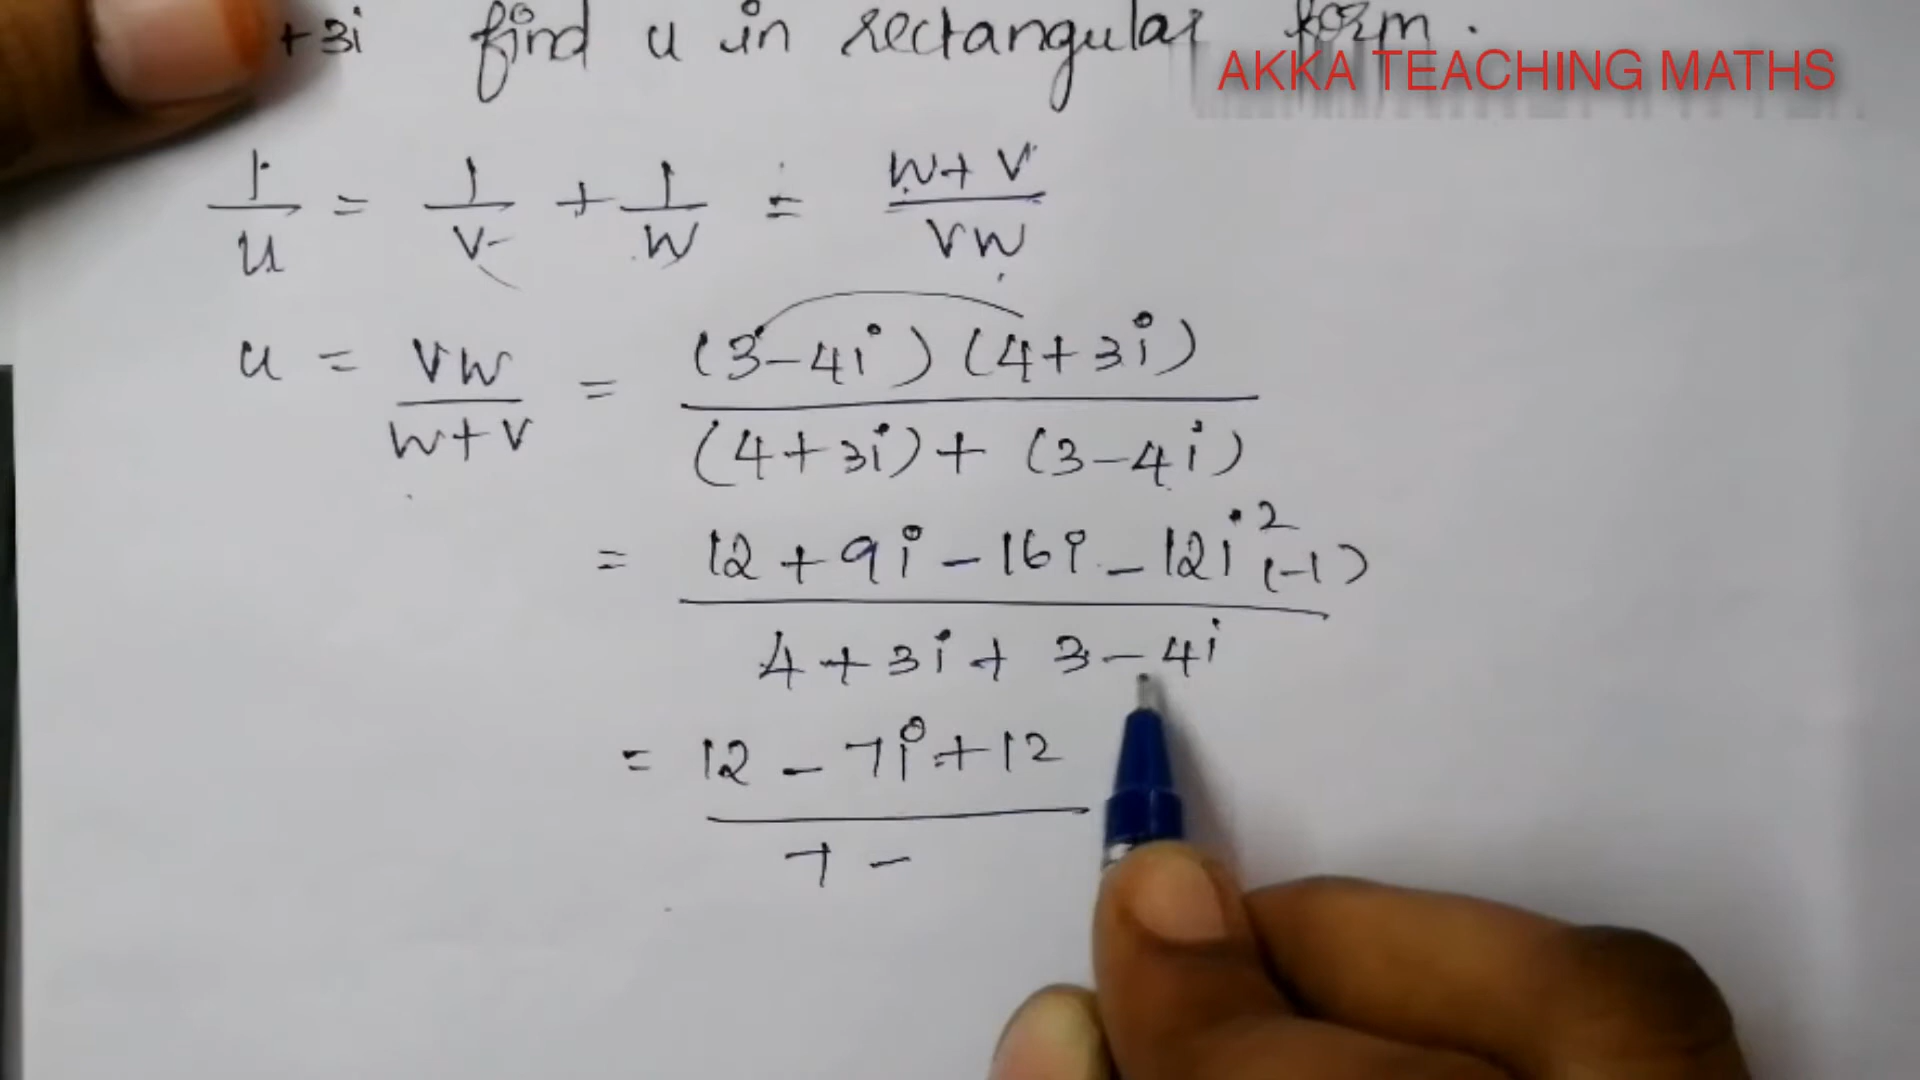 +3i find u in rectangular form.
AKKA TEACHING MATHS
1/u = 1/v + 1/w = w+v/vw
u = vw/w+v = (3-4i)(4+3i)/(4+3i)+(3-4i)
= 12+9i-16i-12i²(-1)/4+3i+3-4i
= 12-7i+12/7-